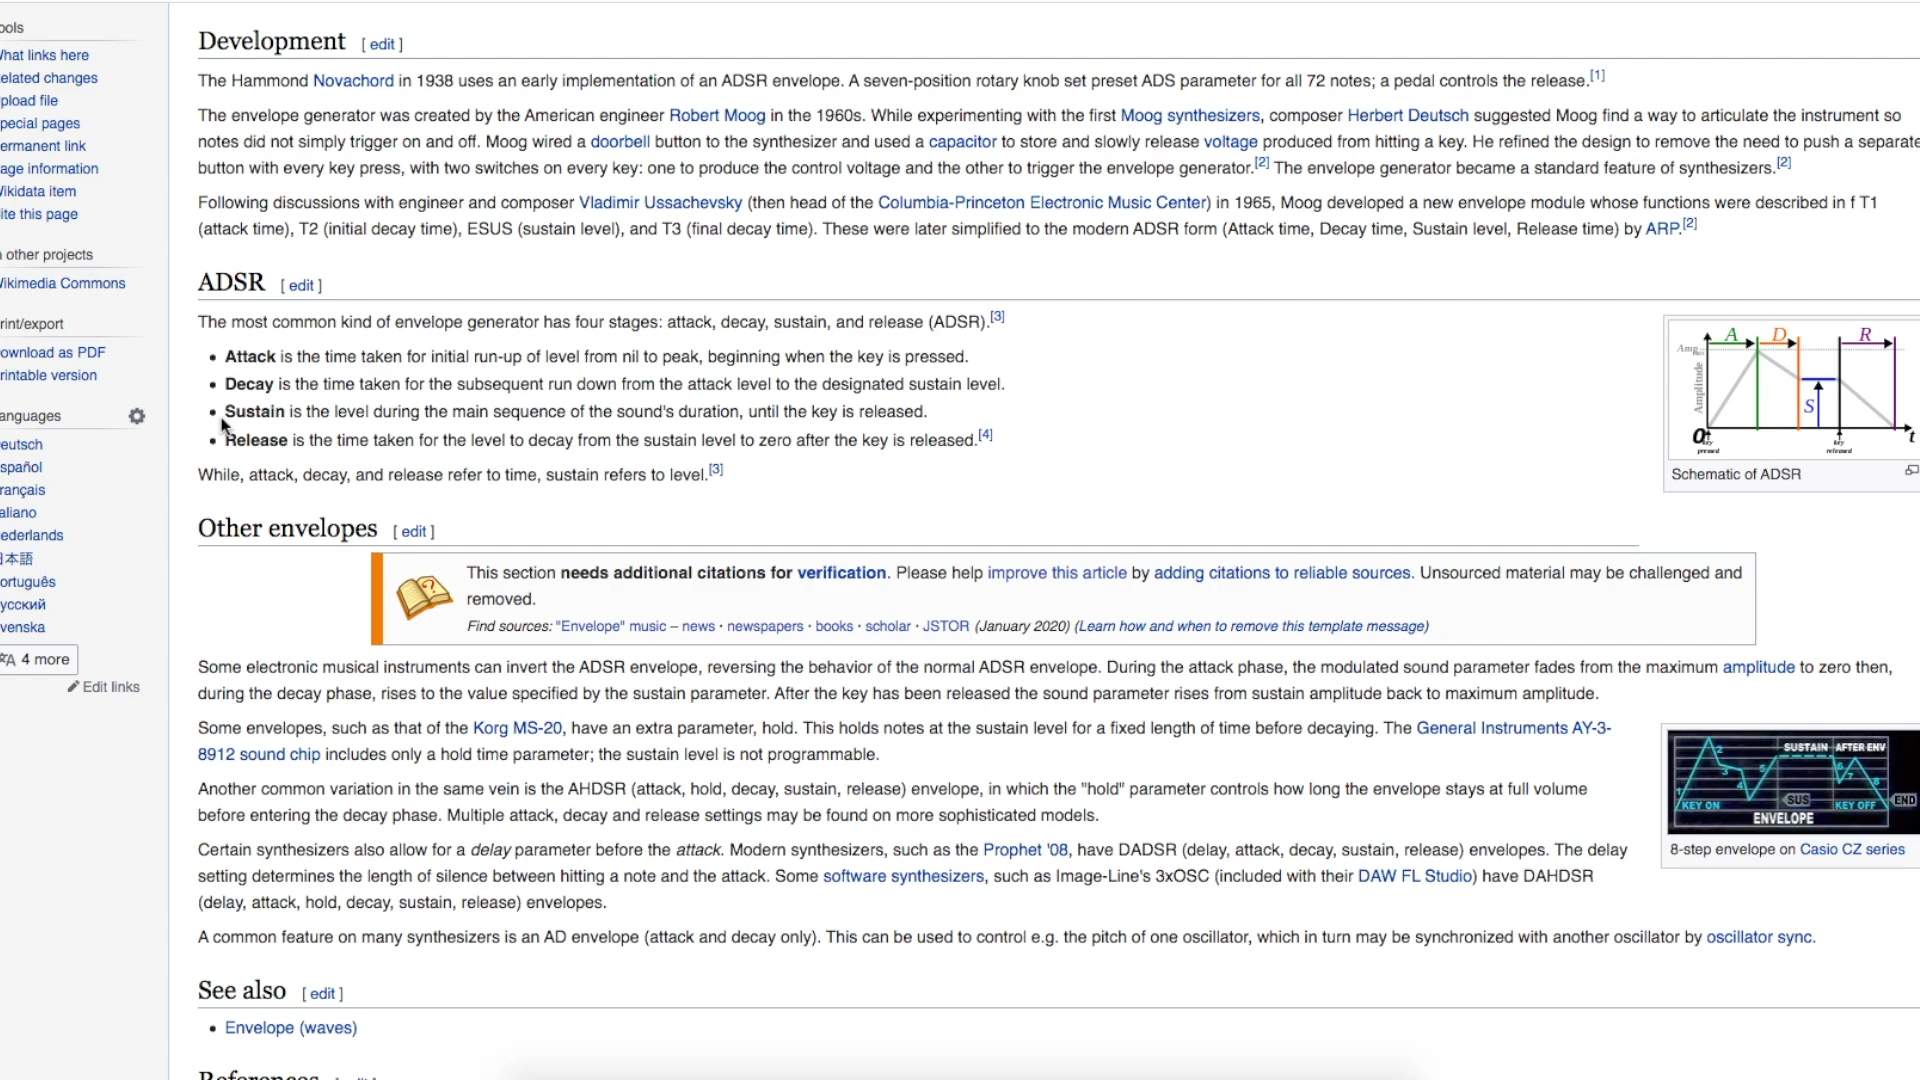 ools
What links here
elated changes
pload file
pecial pages
ermanent link
age information
Vikidata item
ite this page
n other projects
Vikimedia Commons
rint/export
ownload as PDF
rintable version
anguages
eutsch
spañol
rançais
aliano
ederlands
日本語
ortuguês
усский
venska
4 more
Edit links
Development [ edit ]
The Hammond Novachord in 1938 uses an early implementation of an ADSR envelope. A seven-position rotary knob set preset ADS parameter for all 72 notes; a pedal controls the release.[1]
The envelope generator was created by the American engineer Robert Moog in the 1960s. While experimenting with the first Moog synthesizers, composer Herbert Deutsch suggested Moog find a way to articulate the instrument so
notes did not simply trigger on and off. Moog wired a doorbell button to the synthesizer and used a capacitor to store and slowly release voltage produced from hitting a key. He refined the design to remove the need to push a separate
button with every key press, with two switches on every key: one to produce the control voltage and the other to trigger the envelope generator.[2] The envelope generator became a standard feature of synthesizers.[2]
Following discussions with engineer and composer Vladimir Ussachevsky (then head of the Columbia-Princeton Electronic Music Center) in 1965, Moog developed a new envelope module whose functions were described in f T1
(attack time), T2 (initial decay time), ESUS (sustain level), and T3 (final decay time). These were later simplified to the modern ADSR form (Attack time, Decay time, Sustain level, Release time) by ARP.[2]
ADSR [ edit ]
The most common kind of envelope generator has four stages: attack, decay, sustain, and release (ADSR).[3]
• Attack is the time taken for initial run-up of level from nil to peak, beginning when the key is pressed.
• Decay is the time taken for the subsequent run down from the attack level to the designated sustain level.
• Sustain is the level during the main sequence of the sound's duration, until the key is released.
• Release is the time taken for the level to decay from the sustain level to zero after the key is released.[4]
While, attack, decay, and release refer to time, sustain refers to level.[3]
A D R
Amplitude
S
0 t
key pressed
key released
Schematic of ADSR
Other envelopes [ edit ]
This section needs additional citations for verification. Please help improve this article by adding citations to reliable sources. Unsourced material may be challenged and
removed.
Find sources: "Envelope" music – news · newspapers · books · scholar · JSTOR (January 2020) (Learn how and when to remove this template message)
Some electronic musical instruments can invert the ADSR envelope, reversing the behavior of the normal ADSR envelope. During the attack phase, the modulated sound parameter fades from the maximum amplitude to zero then,
during the decay phase, rises to the value specified by the sustain parameter. After the key has been released the sound parameter rises from sustain amplitude back to maximum amplitude.
Some envelopes, such as that of the Korg MS-20, have an extra parameter, hold. This holds notes at the sustain level for a fixed length of time before decaying. The General Instruments AY-3-
8912 sound chip includes only a hold time parameter; the sustain level is not programmable.
Another common variation in the same vein is the AHDSR (attack, hold, decay, sustain, release) envelope, in which the "hold" parameter controls how long the envelope stays at full volume
before entering the decay phase. Multiple attack, decay and release settings may be found on more sophisticated models.
Certain synthesizers also allow for a delay parameter before the attack. Modern synthesizers, such as the Prophet '08, have DADSR (delay, attack, decay, sustain, release) envelopes. The delay
setting determines the length of silence between hitting a note and the attack. Some software synthesizers, such as Image-Line's 3xOSC (included with their DAW FL Studio) have DAHDSR
(delay, attack, hold, decay, sustain, release) envelopes.
A common feature on many synthesizers is an AD envelope (attack and decay only). This can be used to control e.g. the pitch of one oscillator, which in turn may be synchronized with another oscillator by oscillator sync.
SUSTAIN AFTER ENV
1 2 3 4 5 6 7 8
KEY ON SUS KEY OFF END
ENVELOPE
8-step envelope on Casio CZ series
See also [ edit ]
• Envelope (waves)
References